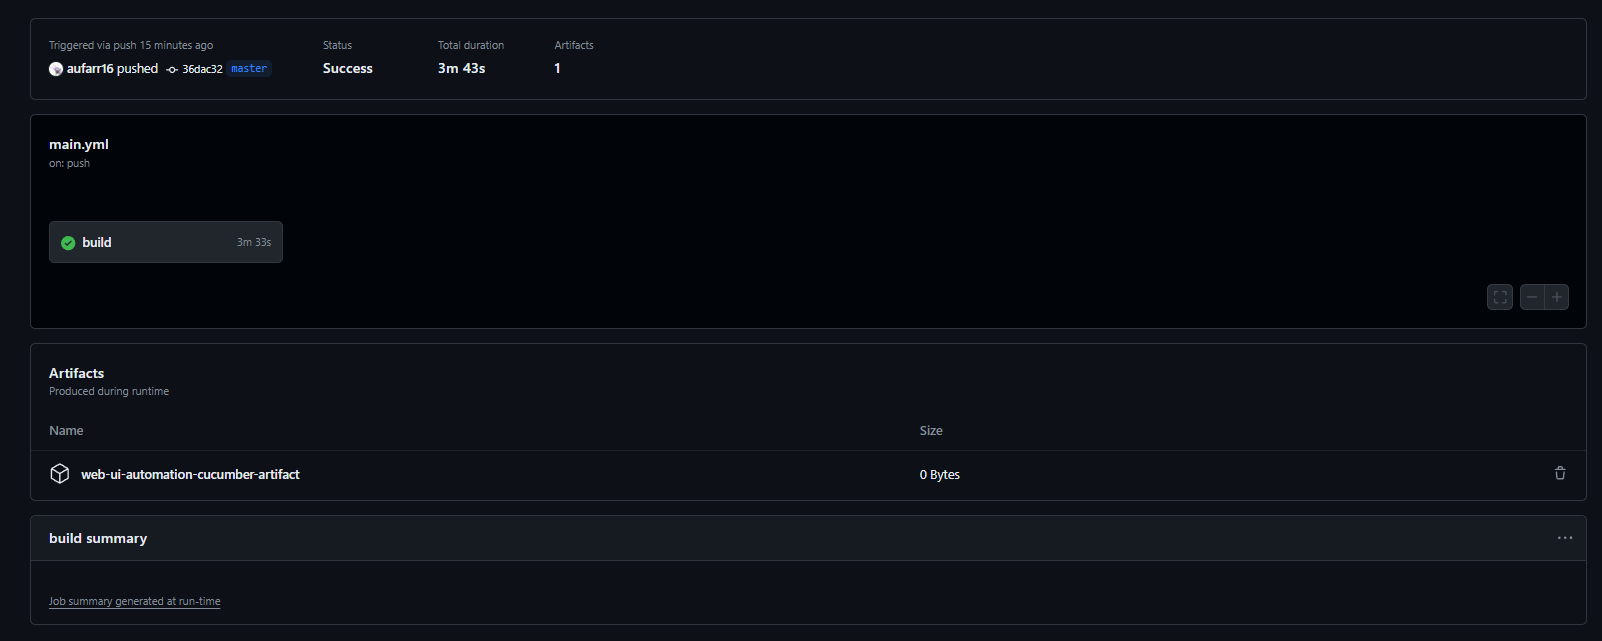 Triggered via push 15 minutes ago
Status
Total duration
Artifacts
aufarr16 pushed 36dac32 master
Success
3m 43s
1
main.yml
on: push
build 3m 33s
Artifacts
Produced during runtime
Name Size
web-ui-automation-cucumber-artifact 0 Bytes
build summary
Job summary generated at run-time